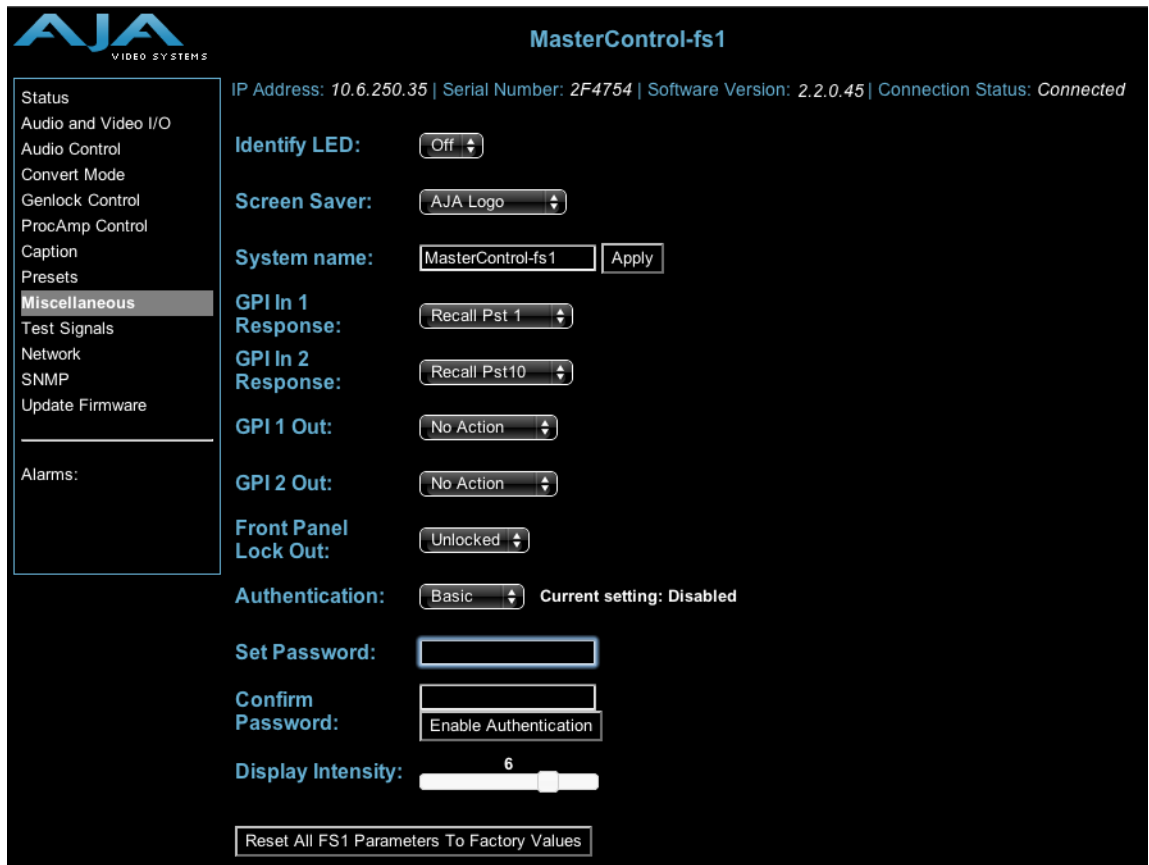 AJA
VIDEO SYSTEMS
MasterControl-fs1
IP Address: 10.6.250.35 | Serial Number: 2F4754 | Software Version: 2.2.0.45 | Connection Status: Connected
Status
Audio and Video I/O
Audio Control
Convert Mode
Genlock Control
ProcAmp Control
Caption
Presets
Miscellaneous
Test Signals
Network
SNMP
Update Firmware
Alarms:
Identify LED: Off
Screen Saver: AJA Logo
System name: MasterControl-fs1 Apply
GPI In 1
Response: Recall Pst 1
GPI In 2
Response: Recall Pst10
GPI 1 Out: No Action
GPI 2 Out: No Action
Front Panel
Lock Out: Unlocked
Authentication: Basic Current setting: Disabled
Set Password:
Confirm
Password:
Enable Authentication
Display Intensity: 6
Reset All FS1 Parameters To Factory Values